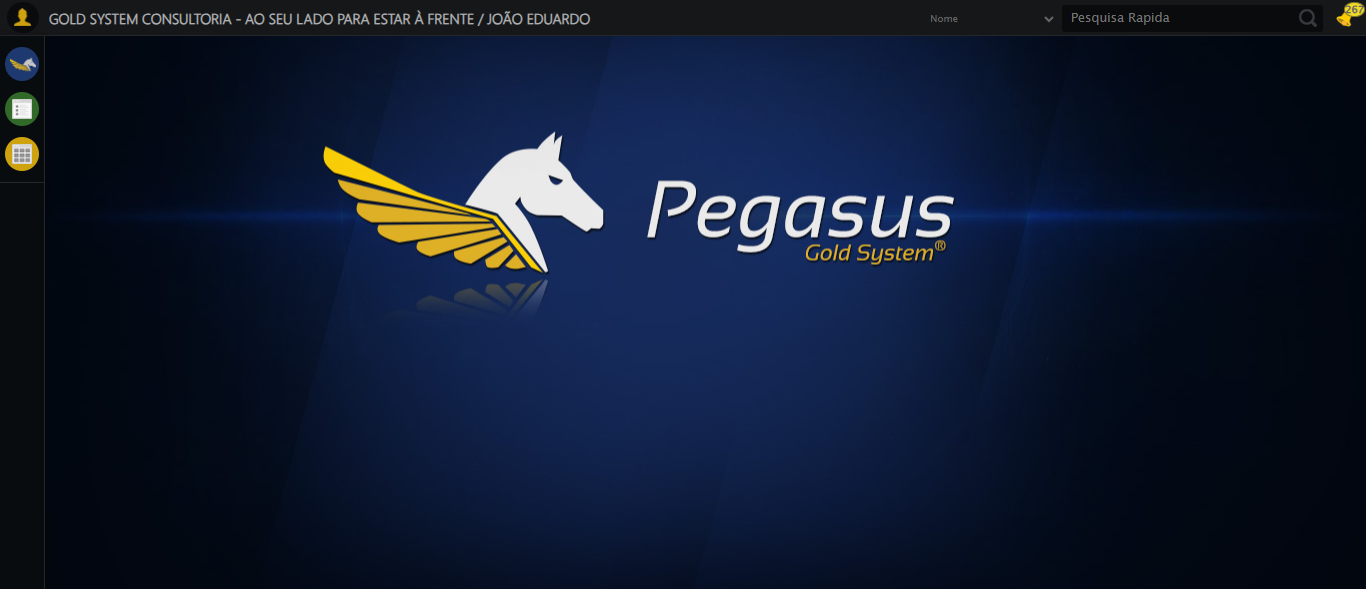 GOLD SYSTEM CONSULTORIA - AO SEU LADO PARA ESTAR À FRENTE / JOÃO EDUARDO
Nome
Pesquisa Rapida
267
Pegasus
Gold System®